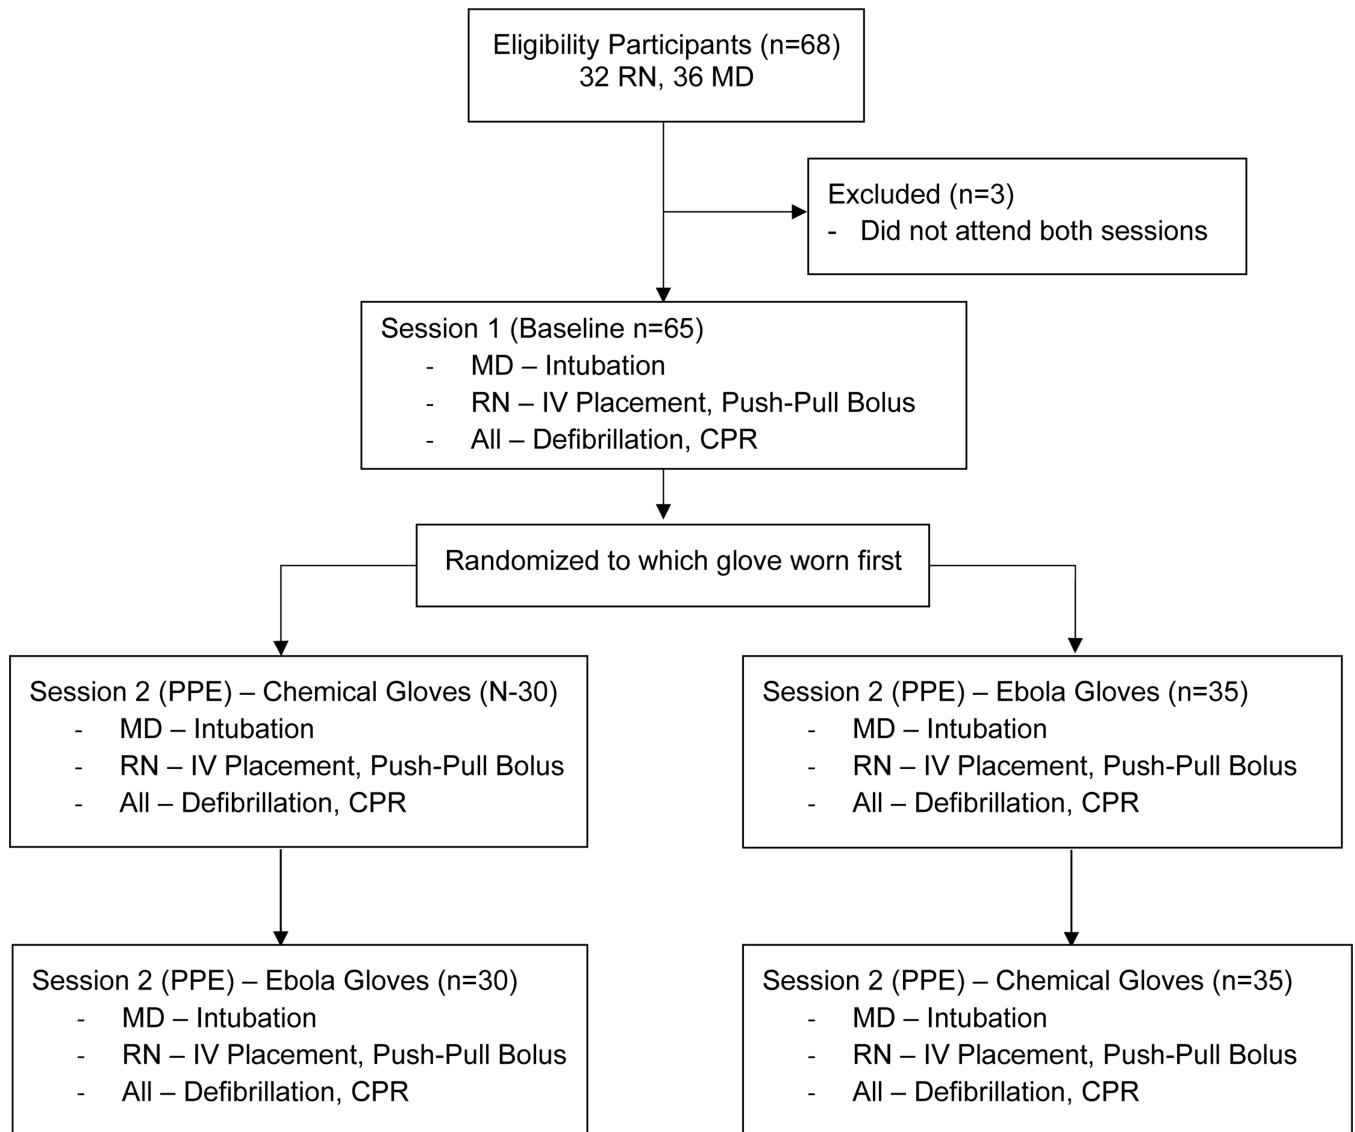 Eligibility Participants (n=68)
32 RN, 36 MD
Excluded (n=3)
- Did not attend both sessions
Session 1 (Baseline n=65)
- MD – Intubation
- RN – IV Placement, Push-Pull Bolus
- All – Defibrillation, CPR
Randomized to which glove worn first
Session 2 (PPE) – Chemical Gloves (N-30)
- MD – Intubation
- RN – IV Placement, Push-Pull Bolus
- All – Defibrillation, CPR
Session 2 (PPE) – Ebola Gloves (n=35)
- MD – Intubation
- RN – IV Placement, Push-Pull Bolus
- All – Defibrillation, CPR
Session 2 (PPE) – Ebola Gloves (n=30)
- MD – Intubation
- RN – IV Placement, Push-Pull Bolus
- All – Defibrillation, CPR
Session 2 (PPE) – Chemical Gloves (n=35)
- MD – Intubation
- RN – IV Placement, Push-Pull Bolus
- All – Defibrillation, CPR